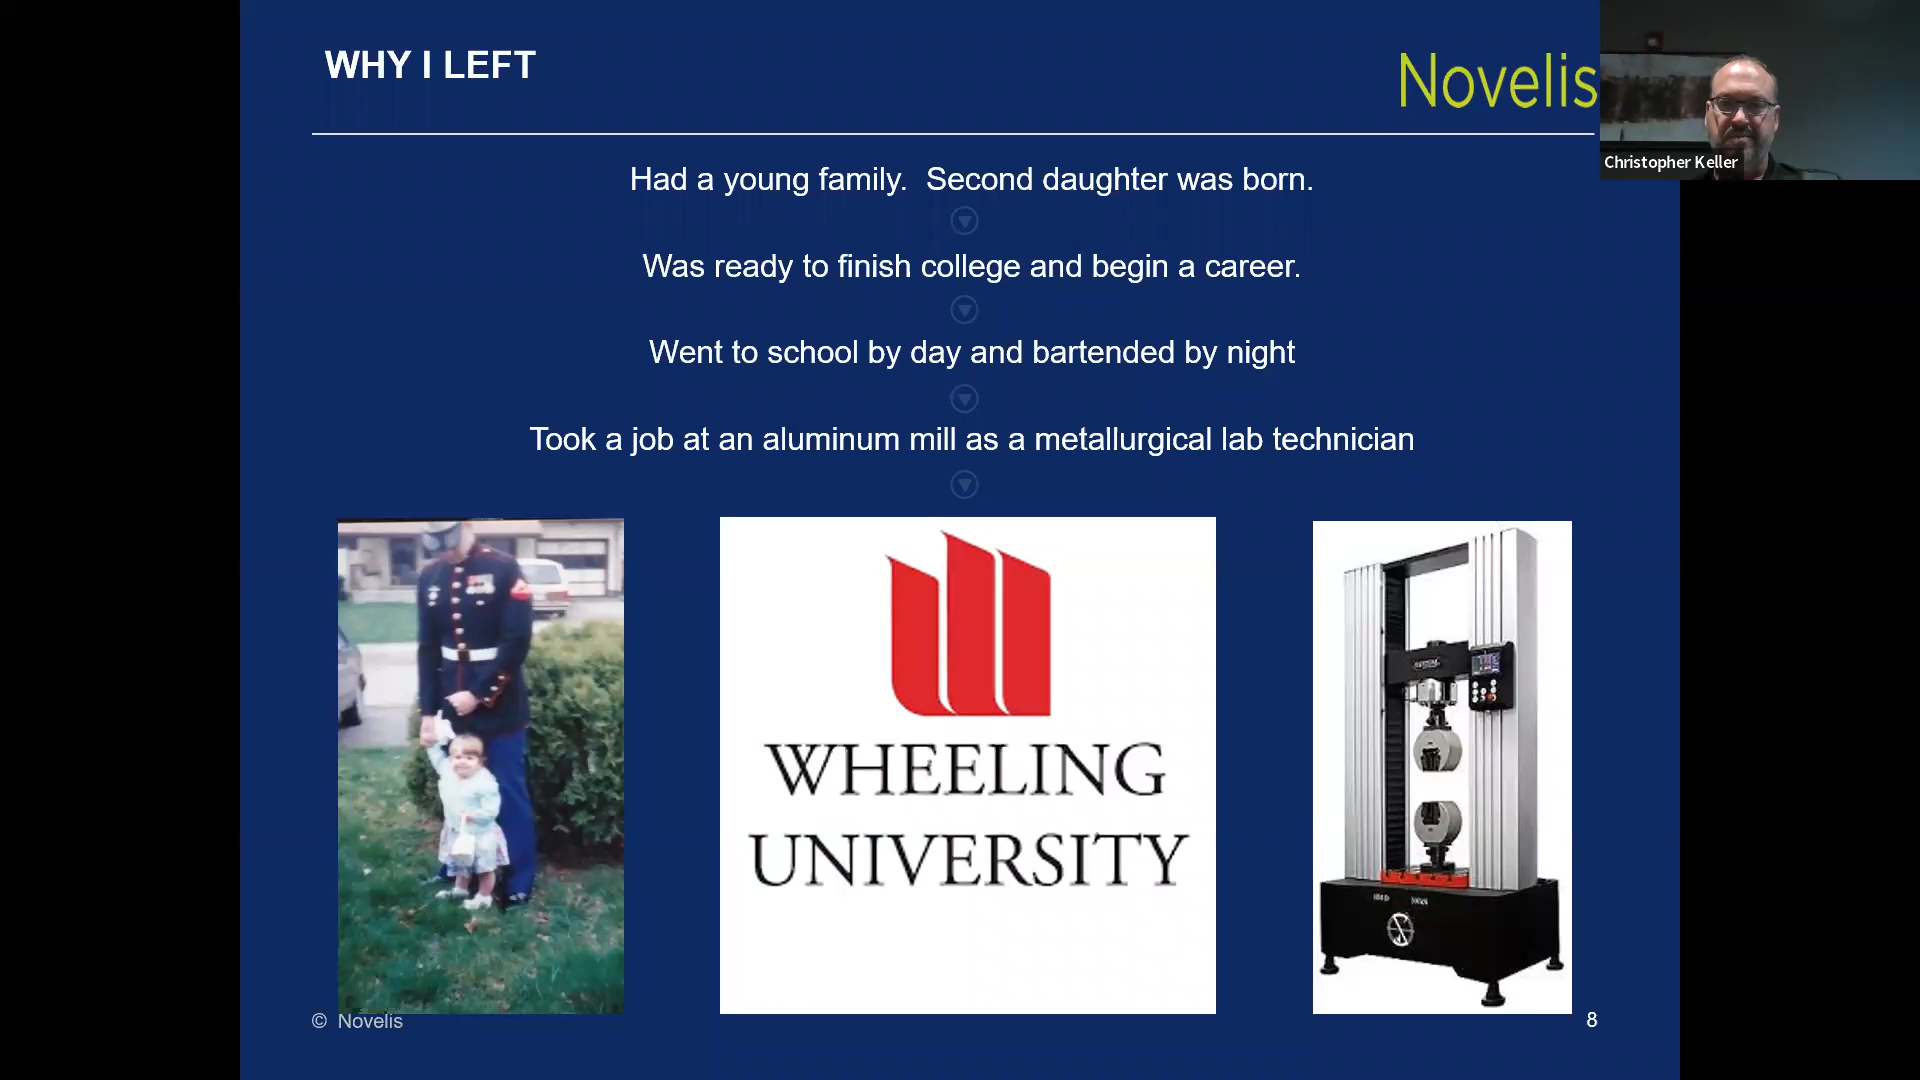 WHY I LEFT
Novelis
Christopher Keller
Had a young family.  Second daughter was born.
Was ready to finish college and begin a career.
Went to school by day and bartended by night
Took a job at an aluminum mill as a metallurgical lab technician
WHEELING
UNIVERSITY
© Novelis
8